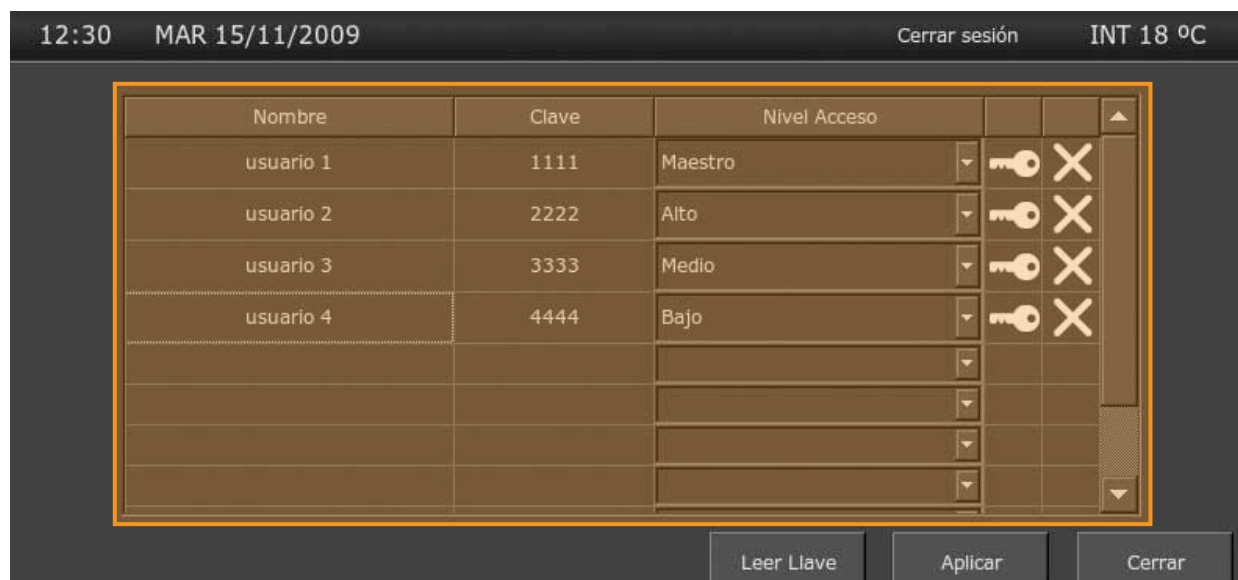 12:30 MAR 15/11/2009 Cerrar sesión INT 18 ºC
Nombre Clave Nivel Acceso
usuario 1 1111 Maestro
usuario 2 2222 Alto
usuario 3 3333 Medio
usuario 4 4444 Bajo
Leer Llave Aplicar Cerrar